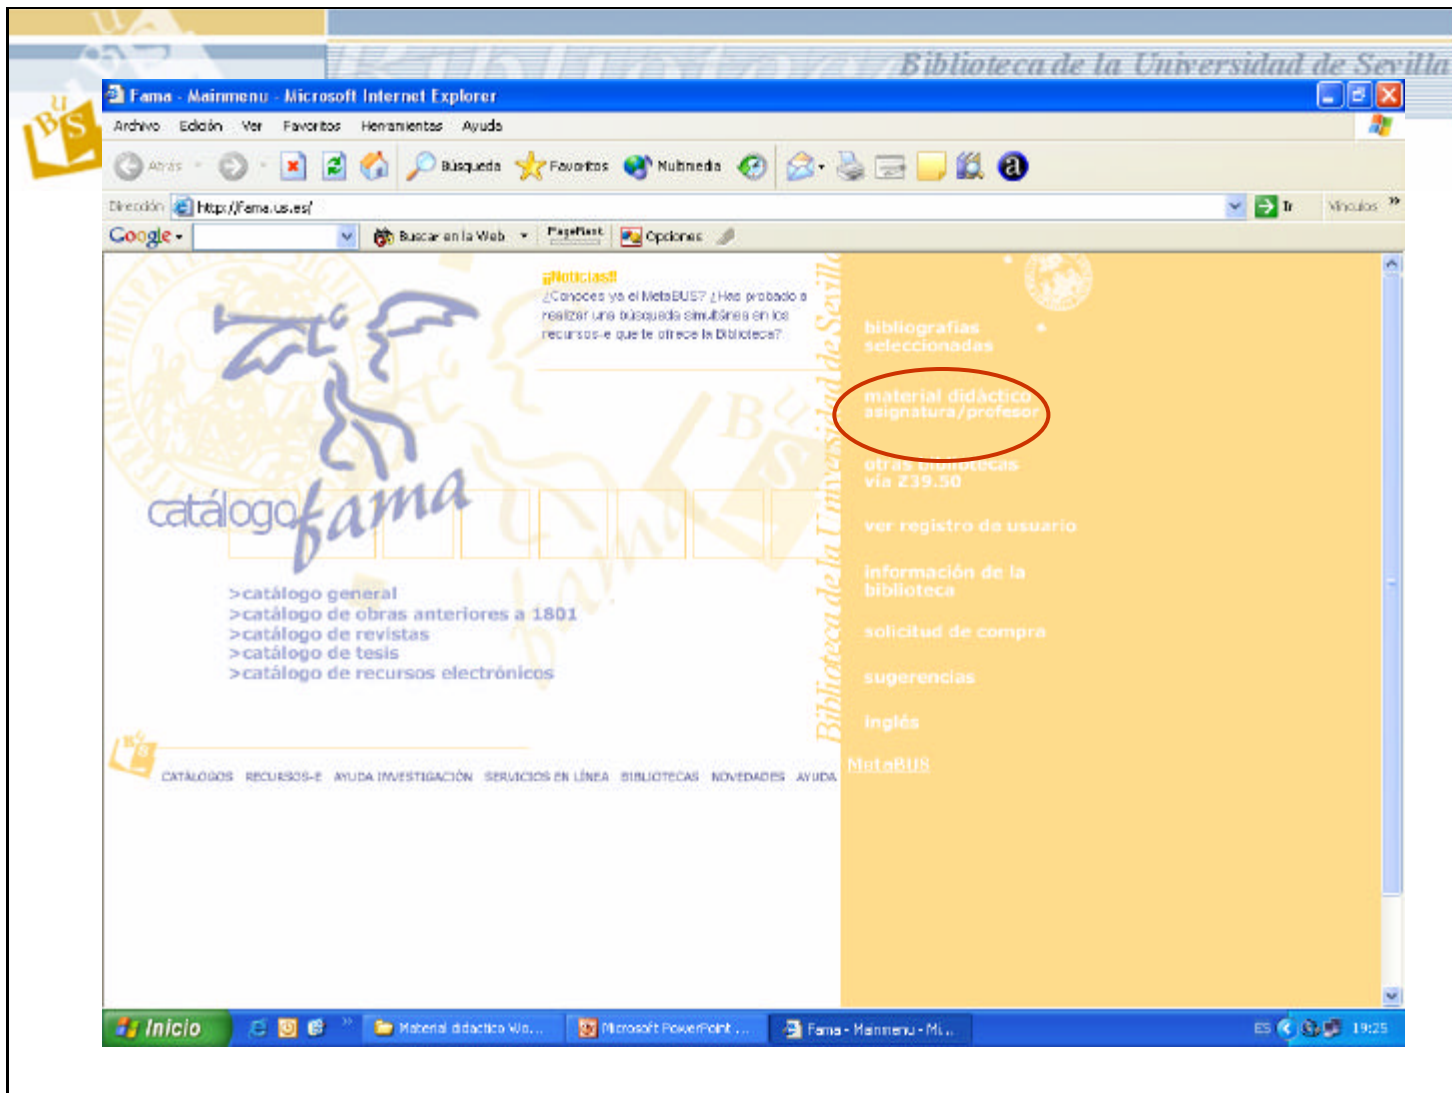 Biblioteca de la Universidad de Sevilla
BUS
Fama - Mainmenu - Microsoft Internet Explorer
Archivo Edición Ver Favoritos Herramientas Ayuda
Atrás Búsqueda Favoritos Multimedia
Dirección http://fama.us.es/ Ir Vínculos »
Google Buscar en la Web PageRank Opciones
¡¡Noticias!!
¿Conoces ya el MetaBUS? ¿Has probado a
realizar una búsqueda simultánea en los
recursos-e que te ofrece la Biblioteca?
catálogo fama
>catálogo general
>catálogo de obras anteriores a 1801
>catálogo de revistas
>catálogo de tesis
>catálogo de recursos electrónicos
Biblioteca de la Universidad de Sevilla
bibliografías
seleccionadas
material didáctico
asignatura/profesor
otras bibliotecas
vía Z39.50
ver registro de usuario
información de la
biblioteca
solicitud de compra
sugerencias
inglés
MetaBUS
CATÁLOGOS RECURSOS-E AYUDA INVESTIGACIÓN SERVICIOS EN LÍNEA BIBLIOTECAS NOVEDADES AYUDA
Inicio » Material didactico Wo... Microsoft PowerPoint ... Fama - Mainmenu - Mi... ES 19:25